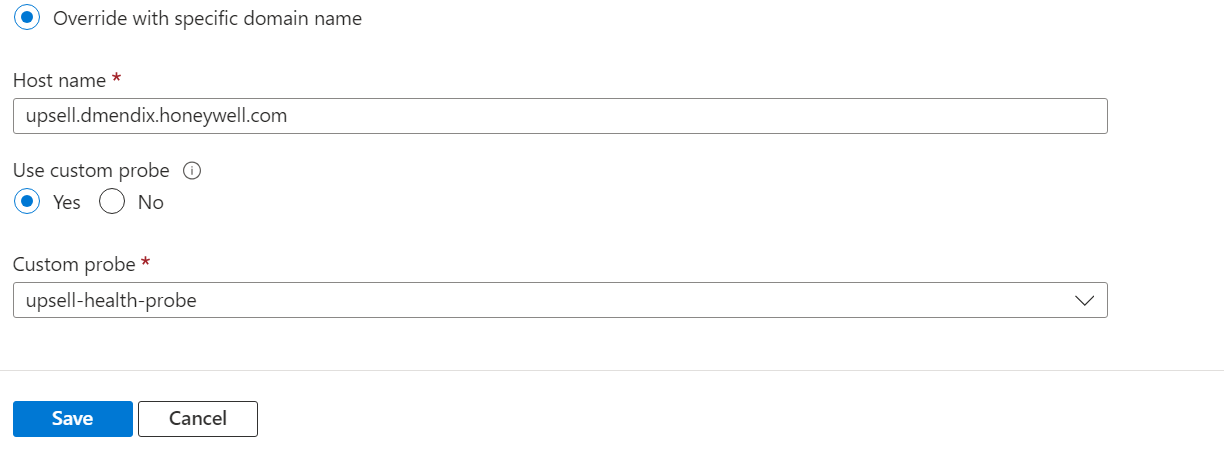 Override with specific domain name
Host name *
upsell.dmendix.honeywell.com
Use custom probe
Yes No
Custom probe *
upsell-health-probe
Save Cancel